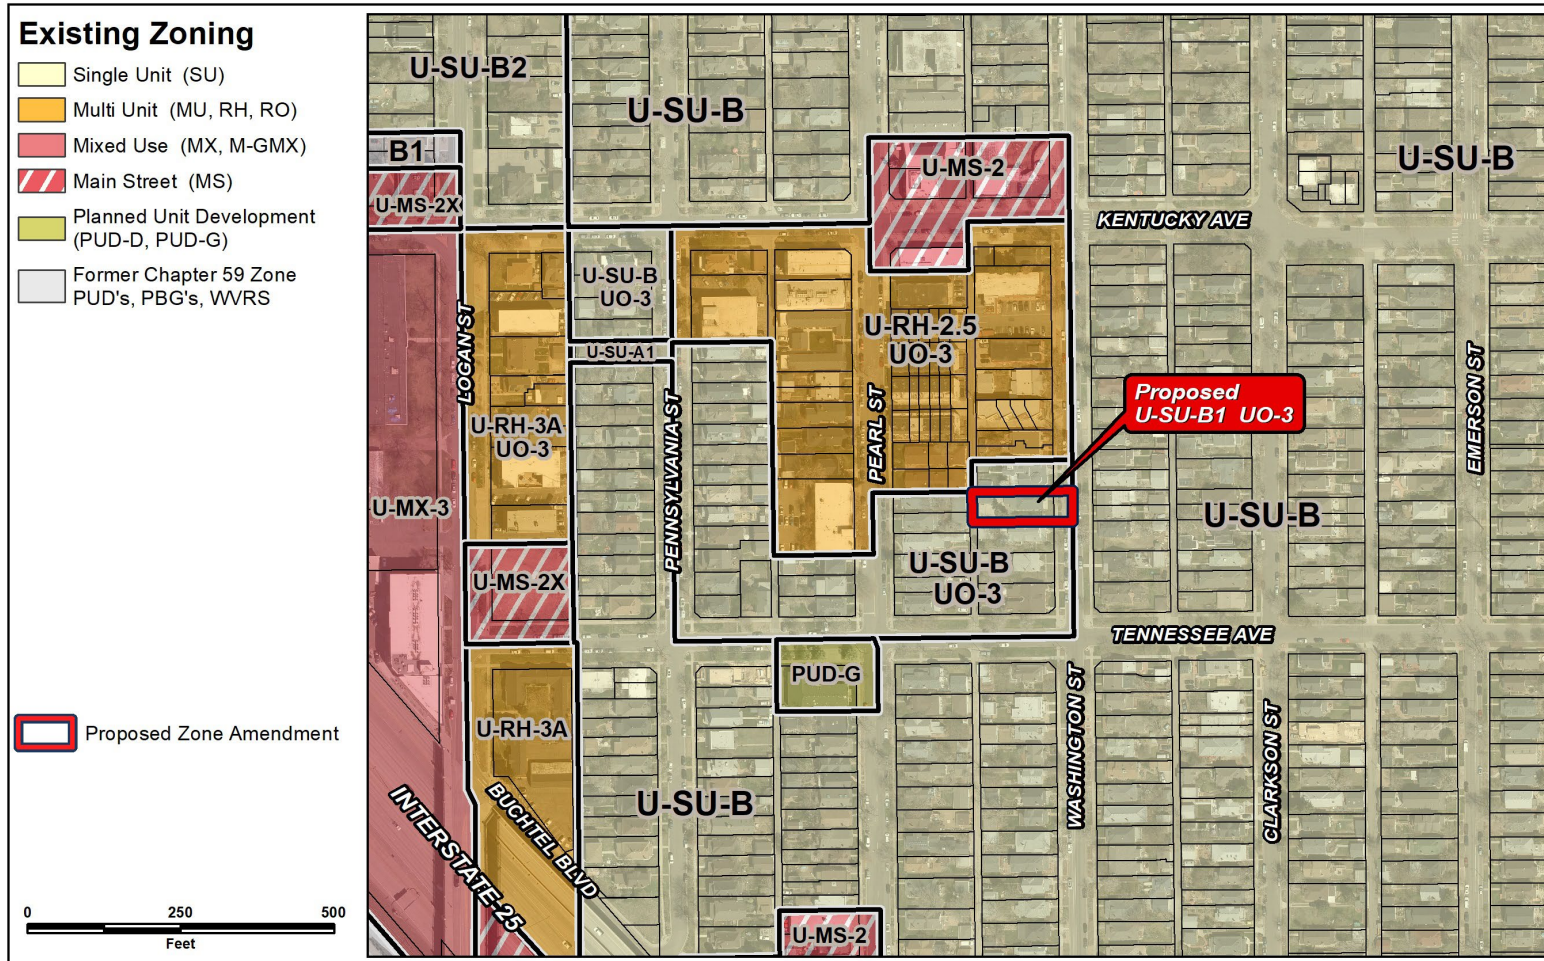 Existing Zoning
Single Unit (SU)
Multi Unit (MU, RH, RO)
Mixed Use (MX, M-GMX)
Main Street (MS)
Planned Unit Development
(PUD-D, PUD-G)
Former Chapter 59 Zone
PUD's, PBG's, WVRS
Proposed Zone Amendment
0 250 500
Feet
U-SU-B2
U-SU-B
B1
U-MS-2X
U-MS-2
U-SU-B
KENTUCKY AVE
U-SU-B
UO-3
U-SU-A1
LOGAN ST
U-RH-2.5
UO-3
Proposed
U-SU-B1 UO-3
EMERSON ST
PENNSYLVANIA ST
PEARL ST
U-RH-3A
UO-3
U-MX-3
U-SU-B
U-MS-2X
U-SU-B
UO-3
TENNESSEE AVE
PUD-G
WASHINGTON ST
CLARKSON ST
U-RH-3A
U-SU-B
BUCHTEL BLVD
INTERSTATE-25
U-MS-2